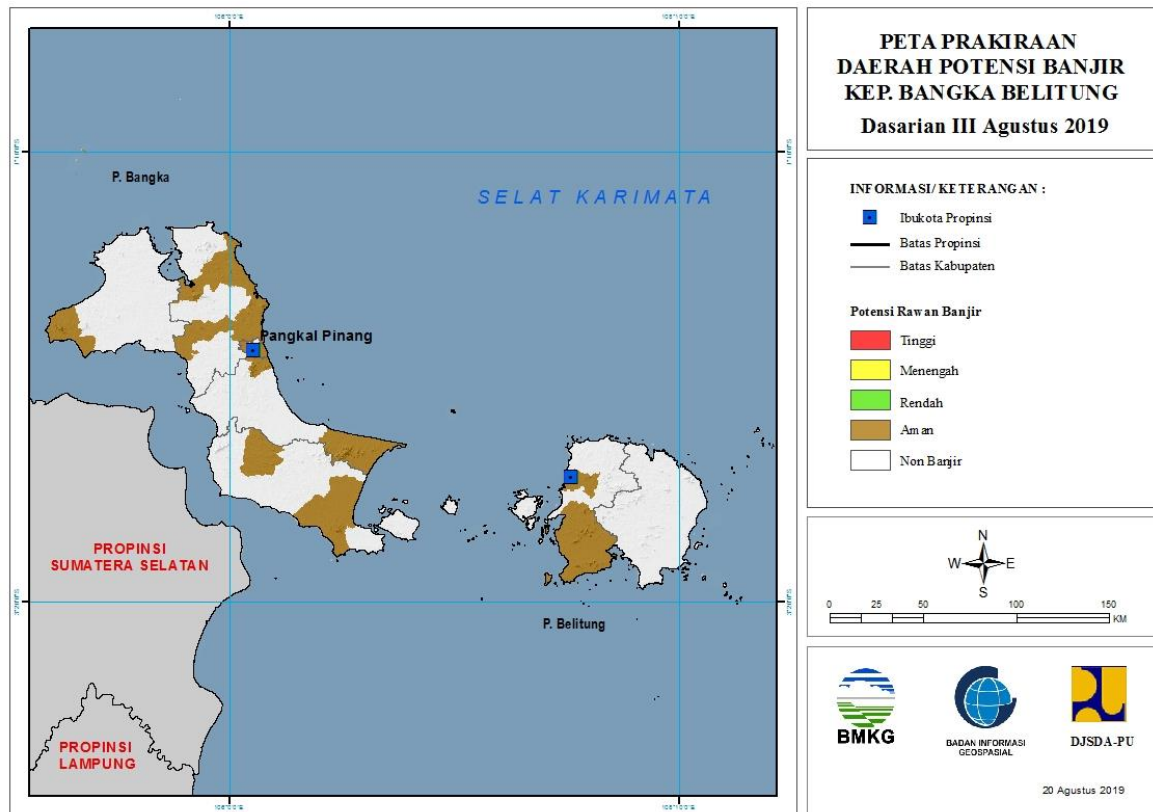 P. Bangka
SELAT KARIMATA
Pangkal Pinang
PROPINSI
SUMATERA SELATAN
P. Belitung
PROPINSI
LAMPUNG
PETA PRAKIRAAN
DAERAH POTENSI BANJIR
KEP. BANGKA BELITUNG
Dasarian III Agustus 2019
INFORMASI/ KETERANGAN :
Ibukota Propinsi
Batas Propinsi
Batas Kabupaten
Potensi Rawan Banjir
Tinggi
Menengah
Rendah
Aman
Non Banjir
N
W E
S
0 25 50 100 150
KM
BMKG
BADAN INFORMASI
GEOSPASIAL
DJSDA-PU
20 Agustus 2019